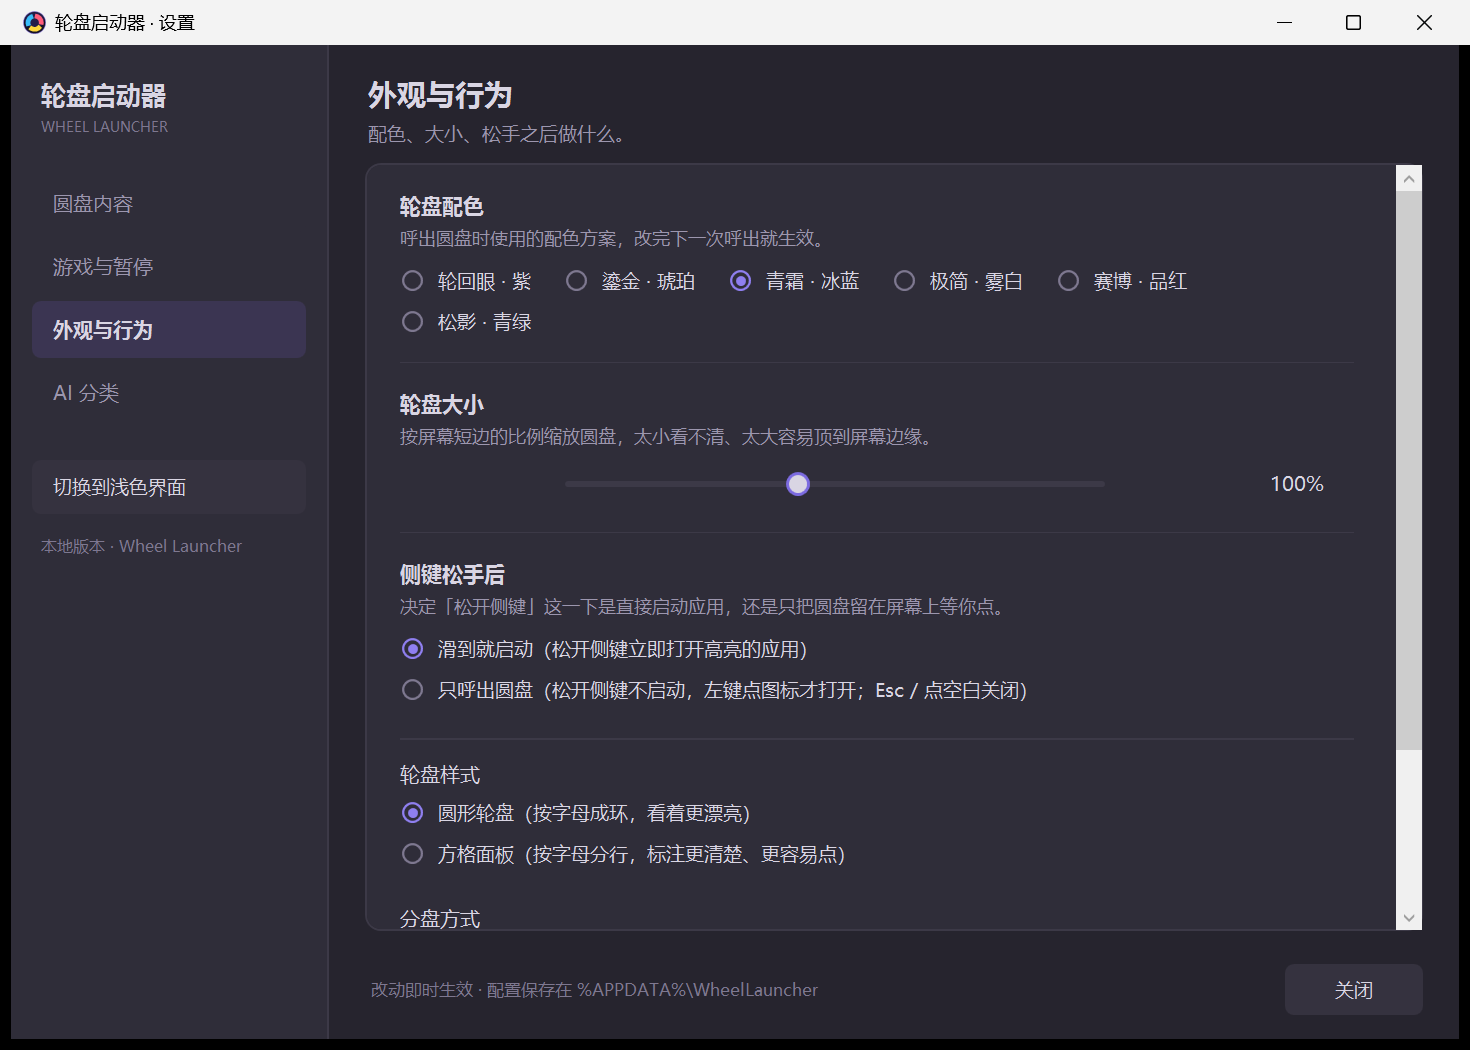 轮盘启动器 · 设置
轮盘启动器
WHEEL LAUNCHER
圆盘内容
游戏与暂停
外观与行为
AI 分类
切换到浅色界面
本地版本 · Wheel Launcher
外观与行为
配色、大小、松手之后做什么。
轮盘配色
呼出圆盘时使用的配色方案，改完下一次呼出就生效。
轮回眼 · 紫
鎏金 · 琥珀
青霜 · 冰蓝
极简 · 雾白
赛博 · 品红
松影 · 青绿
轮盘大小
按屏幕短边的比例缩放圆盘，太小看不清、太大容易顶到屏幕边缘。
100%
侧键松手后
决定「松开侧键」这一下是直接启动应用，还是只把圆盘留在屏幕上等你点。
滑到就启动（松开侧键立即打开高亮的应用）
只呼出圆盘（松开侧键不启动，左键点图标才打开；Esc / 点空白关闭）
轮盘样式
圆形轮盘（按字母成环，看着更漂亮）
方格面板（按字母分行，标注更清楚、更容易点）
分盘方式
改动即时生效 · 配置保存在 %APPDATA%\WheelLauncher
关闭